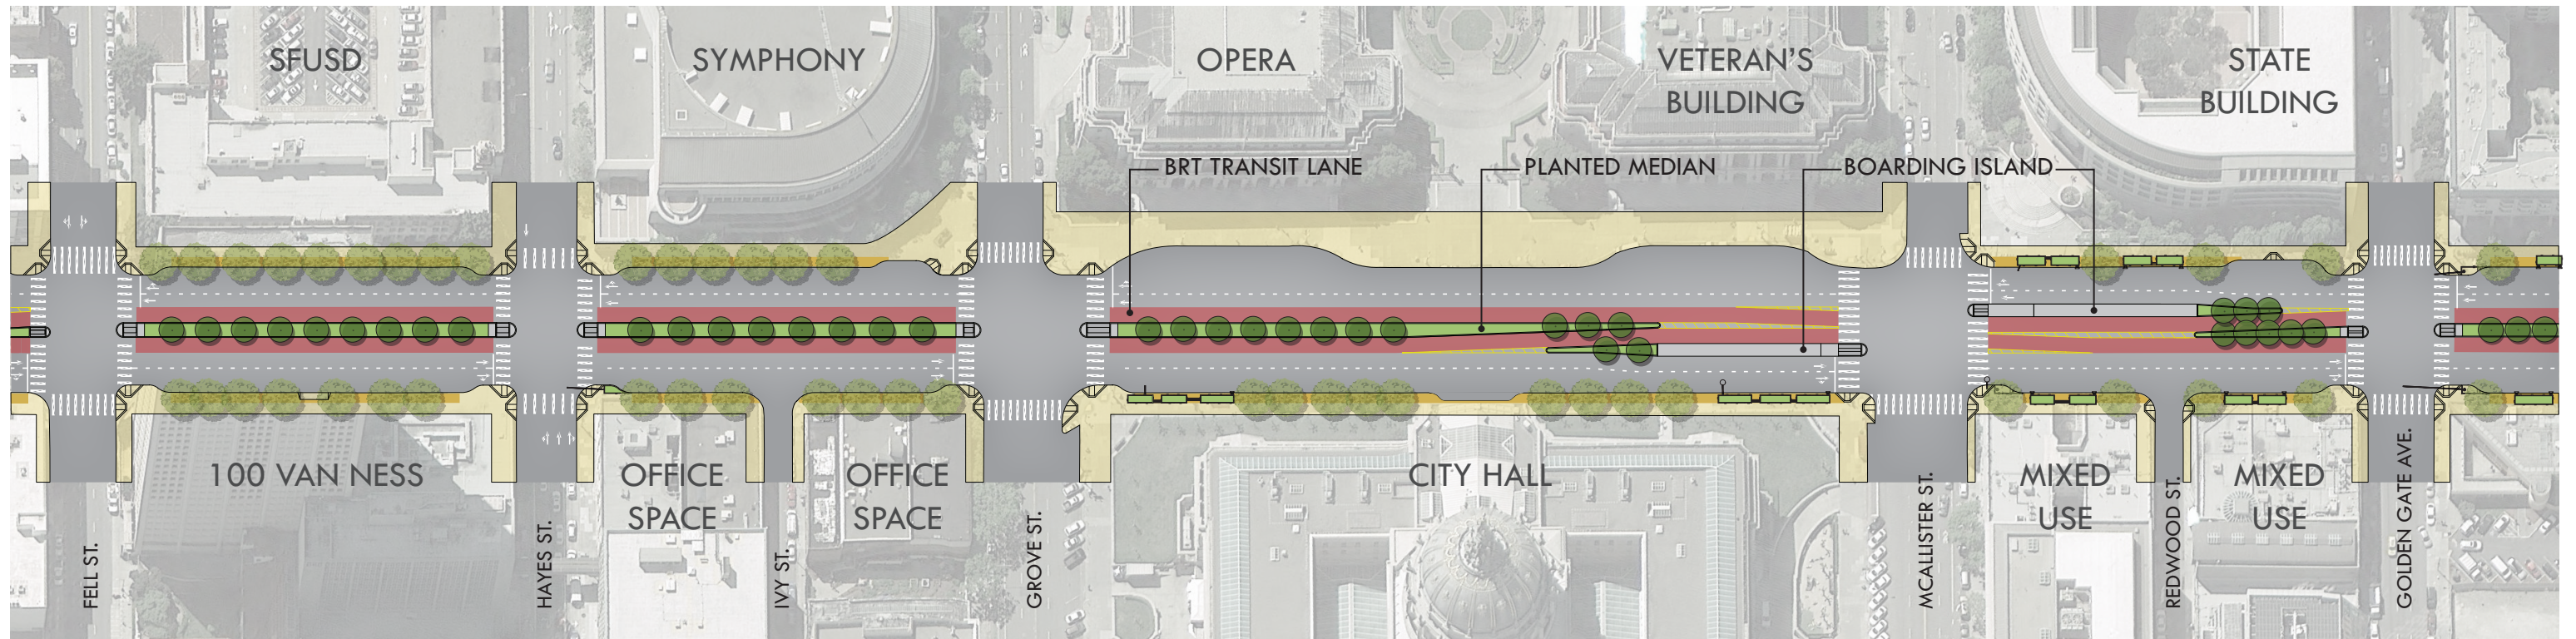 SFUSD
SYMPHONY
OPERA
VETERAN'S
BUILDING
STATE
BUILDING
BRT TRANSIT LANE
PLANTED MEDIAN
BOARDING ISLAND
100 VAN NESS
OFFICE
SPACE
OFFICE
SPACE
CITY HALL
MIXED
USE
MIXED
USE
FELL ST.
HAYES ST.
IVY ST.
GROVE ST.
MCALLISTER ST.
REDWOOD ST.
GOLDEN GATE AVE.